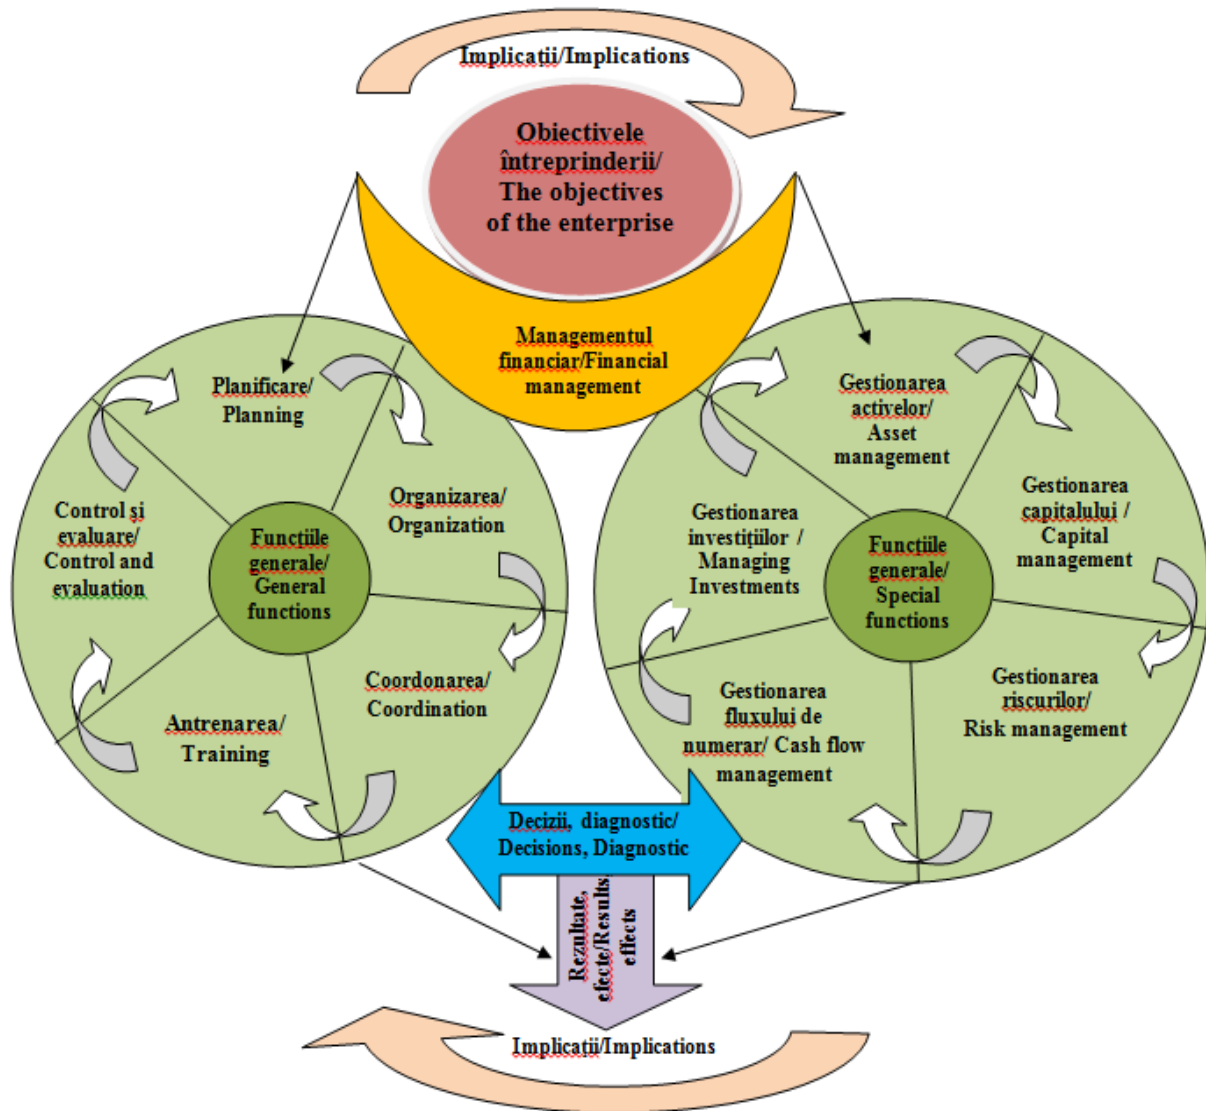 Implicații/Implications
Obiectivele
întreprinderii/
The objectives
of the enterprise
Managementul
financiar/Financial
management
Planificare/
Planning
Organizarea/
Organization
Coordonarea/
Coordination
Antrenarea/
Training
Control și
evaluare/
Control and
evaluation
Funcțiile
generale/
General
functions
Gestionarea
activelor/
Asset
management
Gestionarea
capitalului /
Capital
management
Gestionarea
riscurilor/
Risk management
Gestionarea
fluxului de
numerar/ Cash flow
management
Gestionarea
investițiilor /
Managing
Investments
Funcțiile
generale/
Special
functions
Decizii, diagnostic/
Decisions, Diagnostic
Rezultate,
efecte/Results,
effects
Implicații/Implications